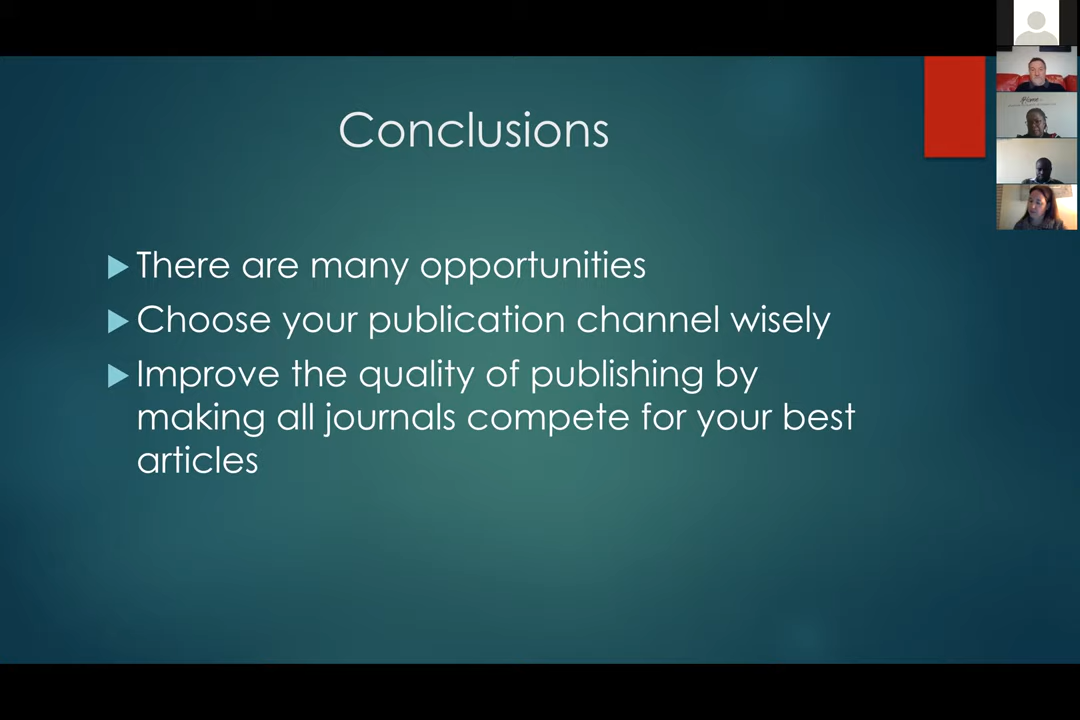 Conclusions
There are many opportunities
Choose your publication channel wisely
Improve the quality of publishing by
making all journals compete for your best
articles